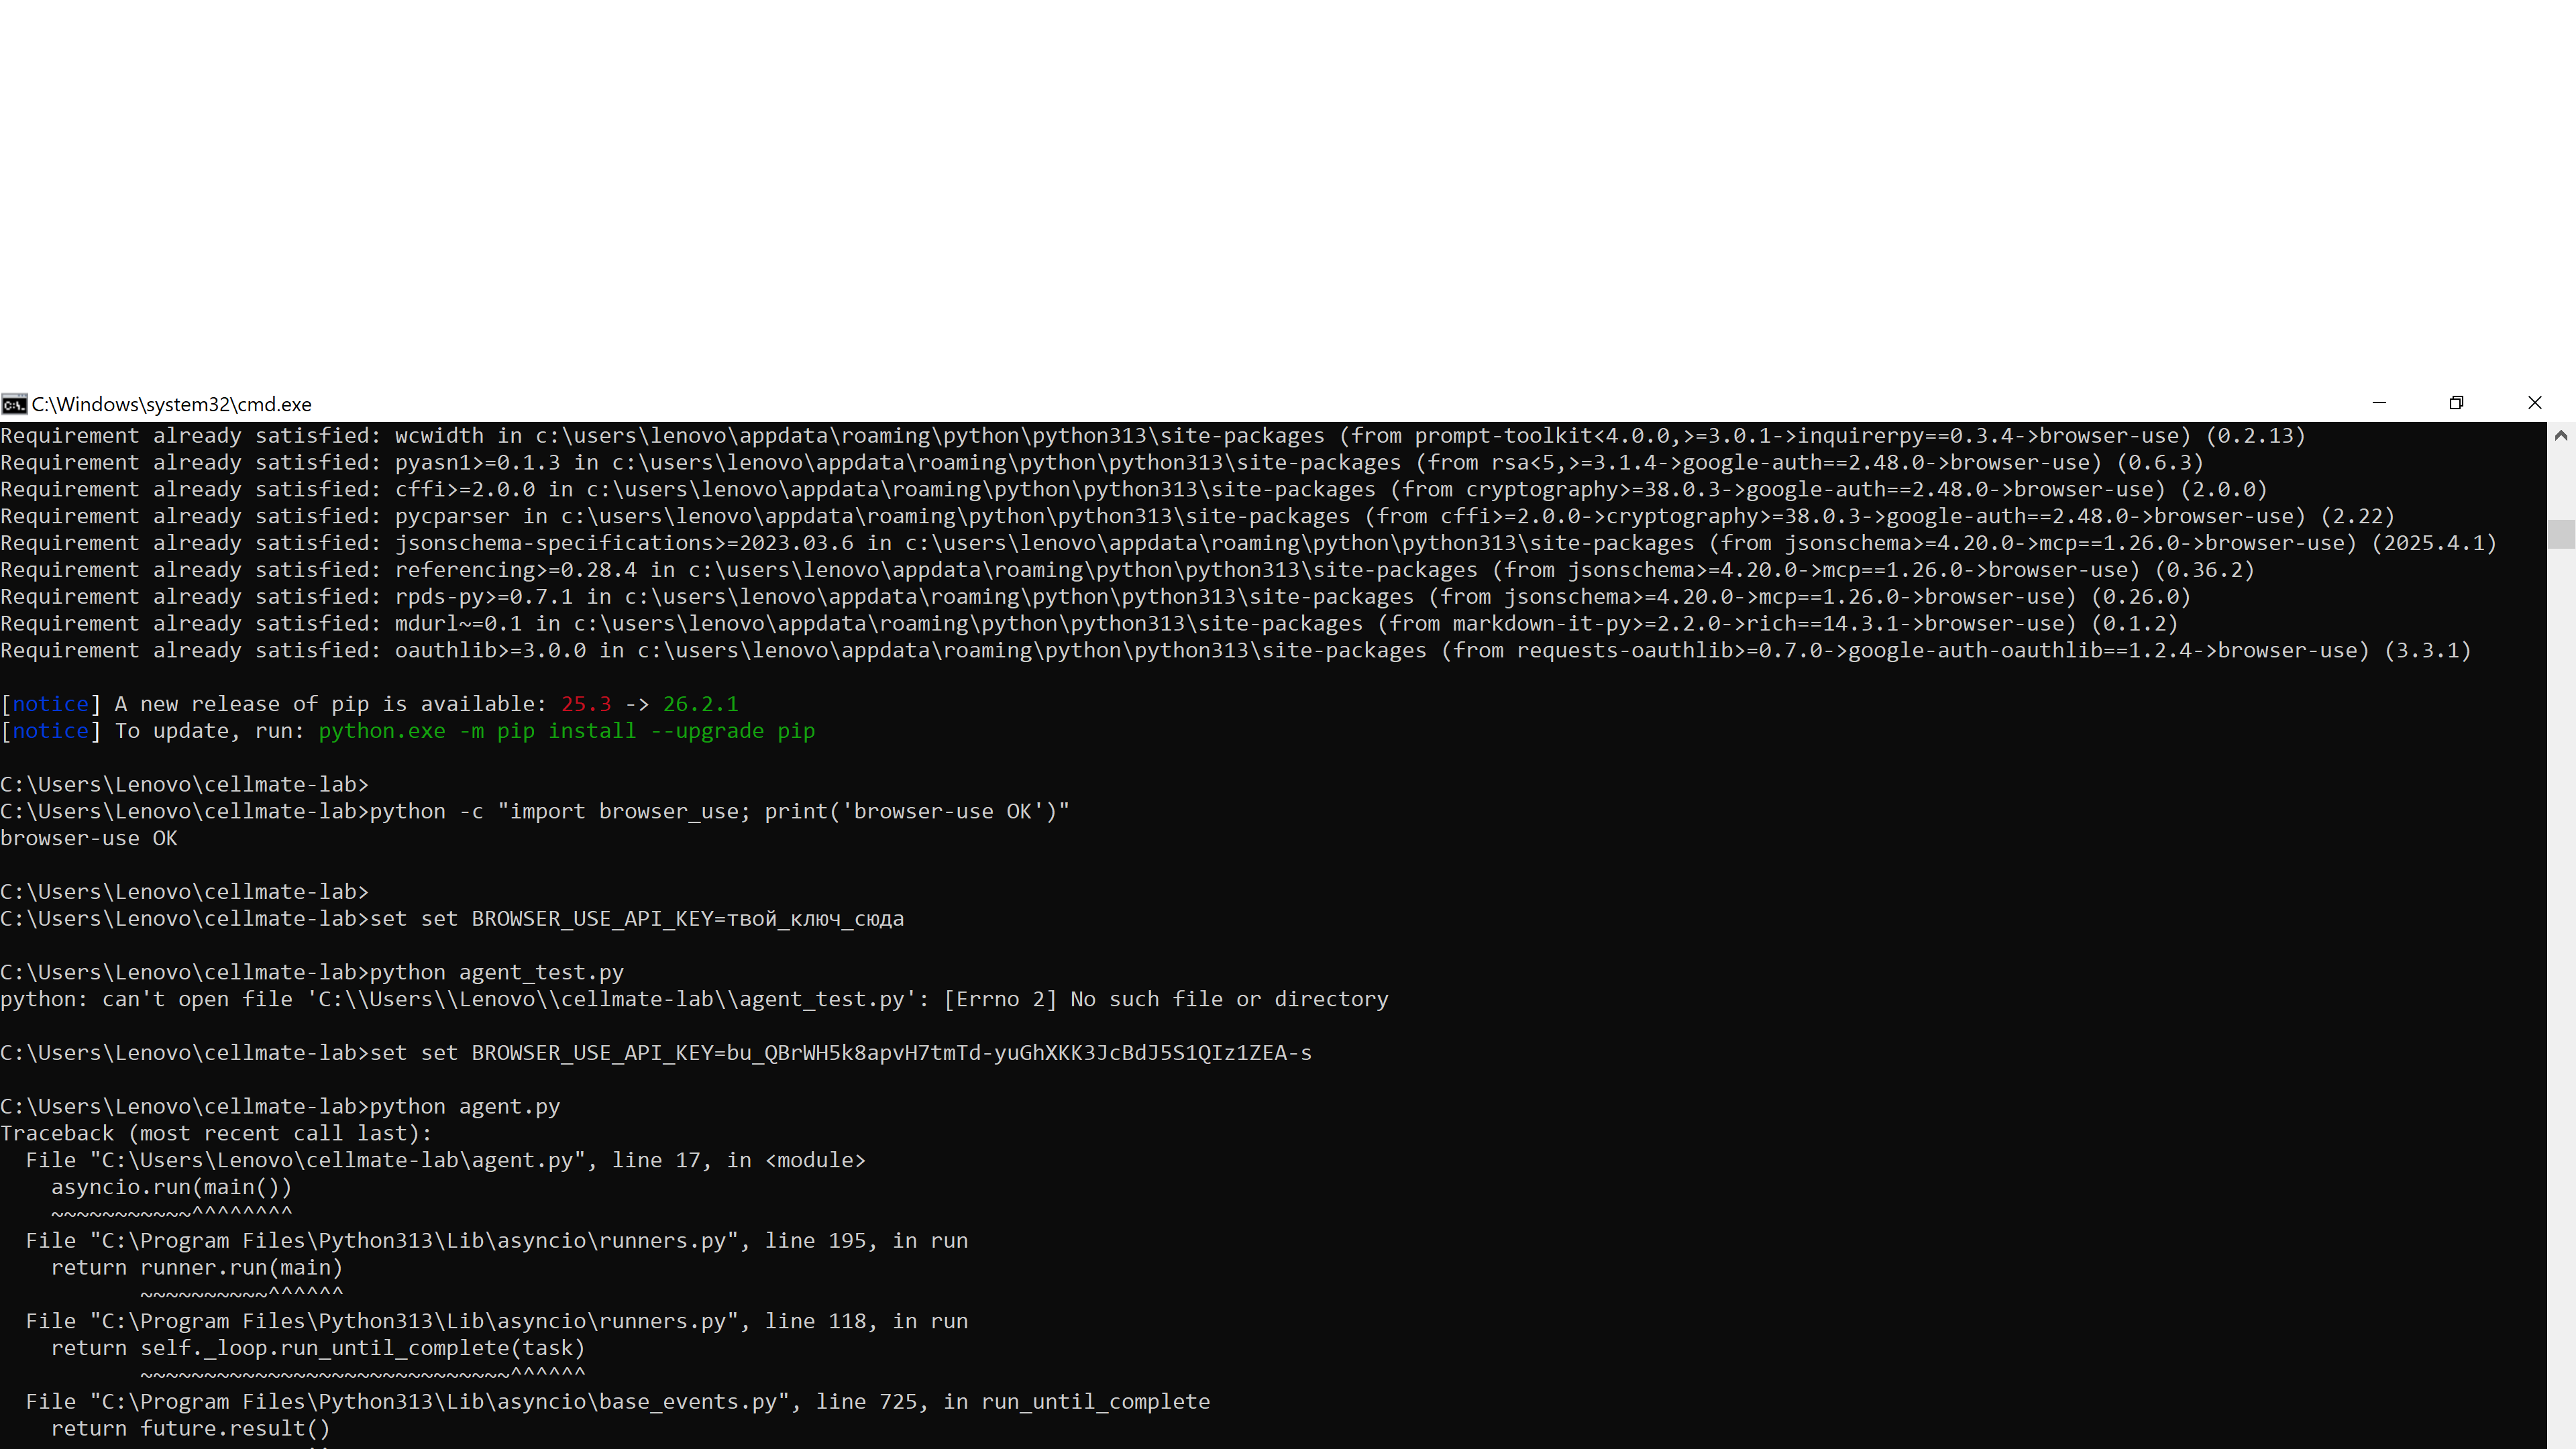 C:\Windows\system32\cmd.exe
Requirement already satisfied: wcwidth in c:\users\lenovo\appdata\roaming\python\python313\site-packages (from prompt-toolkit<4.0.0,>=3.0.1->inquirerpy==0.3.4->browser-use) (0.2.13)
Requirement already satisfied: pyasn1>=0.1.3 in c:\users\lenovo\appdata\roaming\python\python313\site-packages (from rsa<5,>=3.1.4->google-auth==2.48.0->browser-use) (0.6.3)
Requirement already satisfied: cffi>=2.0.0 in c:\users\lenovo\appdata\roaming\python\python313\site-packages (from cryptography>=38.0.3->google-auth==2.48.0->browser-use) (2.0.0)
Requirement already satisfied: pycparser in c:\users\lenovo\appdata\roaming\python\python313\site-packages (from cffi>=2.0.0->cryptography>=38.0.3->google-auth==2.48.0->browser-use) (2.22)
Requirement already satisfied: jsonschema-specifications>=2023.03.6 in c:\users\lenovo\appdata\roaming\python\python313\site-packages (from jsonschema>=4.20.0->mcp==1.26.0->browser-use) (2025.4.1)
Requirement already satisfied: referencing>=0.28.4 in c:\users\lenovo\appdata\roaming\python\python313\site-packages (from jsonschema>=4.20.0->mcp==1.26.0->browser-use) (0.36.2)
Requirement already satisfied: rpds-py>=0.7.1 in c:\users\lenovo\appdata\roaming\python\python313\site-packages (from jsonschema>=4.20.0->mcp==1.26.0->browser-use) (0.26.0)
Requirement already satisfied: mdurl~=0.1 in c:\users\lenovo\appdata\roaming\python\python313\site-packages (from markdown-it-py>=2.2.0->rich==14.3.1->browser-use) (0.1.2)
Requirement already satisfied: oauthlib>=3.0.0 in c:\users\lenovo\appdata\roaming\python\python313\site-packages (from requests-oauthlib>=0.7.0->google-auth-oauthlib==1.2.4->browser-use) (3.3.1)
[notice] A new release of pip is available: 25.3 -> 26.2.1
[notice] To update, run: python.exe -m pip install --upgrade pip
C:\Users\Lenovo\cellmate-lab>
C:\Users\Lenovo\cellmate-lab>python -c "import browser_use; print('browser-use OK')"
browser-use OK
C:\Users\Lenovo\cellmate-lab>
C:\Users\Lenovo\cellmate-lab>set set BROWSER_USE_API_KEY=твой_ключ_сюда
C:\Users\Lenovo\cellmate-lab>python agent_test.py
python: can't open file 'C:\\Users\\Lenovo\\cellmate-lab\\agent_test.py': [Errno 2] No such file or directory
C:\Users\Lenovo\cellmate-lab>set set BROWSER_USE_API_KEY=bu_QBrWH5k8apvH7tmTd-yuGhXKK3JcBdJ5S1QIz1ZEA-s
C:\Users\Lenovo\cellmate-lab>python agent.py
Traceback (most recent call last):
  File "C:\Users\Lenovo\cellmate-lab\agent.py", line 17, in <module>
    asyncio.run(main())
    ~~~~~~~~~~~^^^^^^^^
  File "C:\Program Files\Python313\Lib\asyncio\runners.py", line 195, in run
    return runner.run(main)
           ~~~~~~~~~~^^^^^^
  File "C:\Program Files\Python313\Lib\asyncio\runners.py", line 118, in run
    return self._loop.run_until_complete(task)
           ~~~~~~~~~~~~~~~~~~~~~~~~~~~~~^^^^^^
  File "C:\Program Files\Python313\Lib\asyncio\base_events.py", line 725, in run_until_complete
    return future.result()